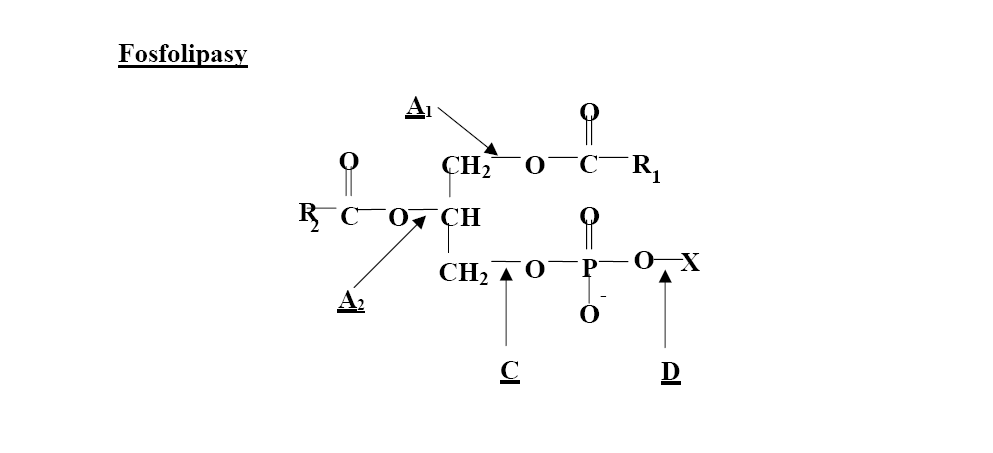 Fosfolipasy
A1
O
O
CH2 O C R1
R2 C O CH
O
CH2 O P O X
A2
O -
C D